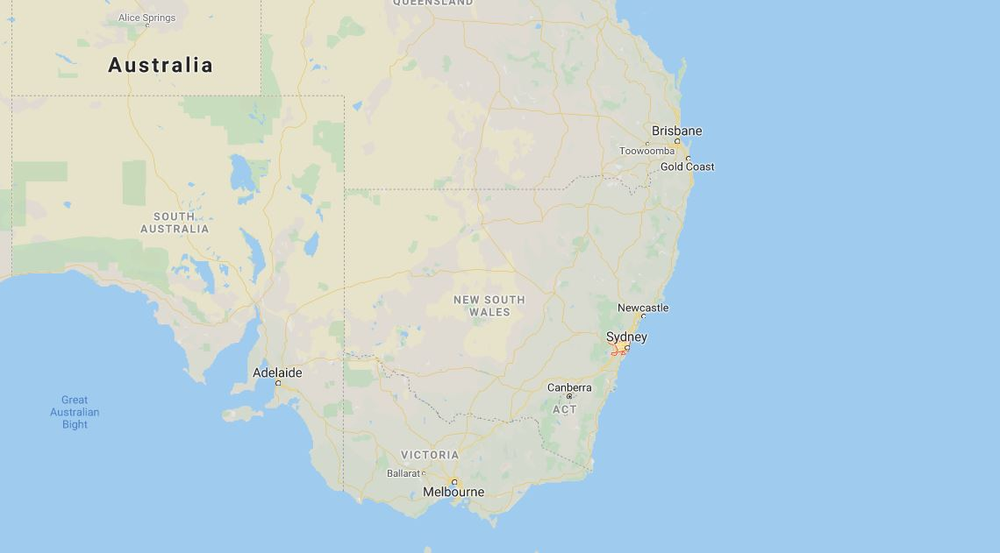 QUEENSLAND
Alice Springs
Australia
Brisbane
Toowoomba
Gold Coast
SOUTH
AUSTRALIA
NEW SOUTH
WALES
Newcastle
Sydney
Adelaide
Canberra
ACT
Great
Australian
Bight
VICTORIA
Ballarat
Melbourne